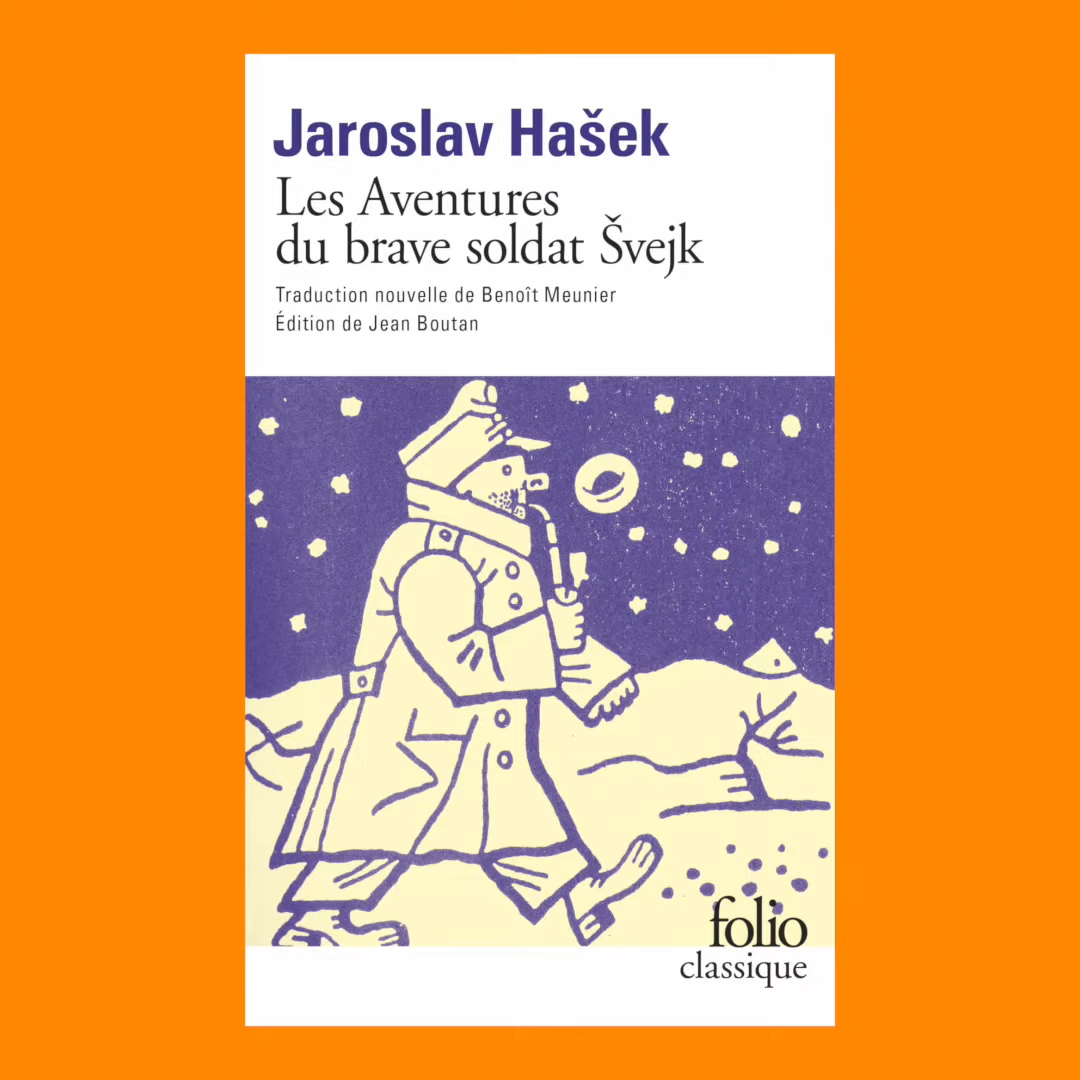 Jaroslav Hašek
Les Aventures
du brave soldat Švejk
Traduction nouvelle de Benoît Meunier
Édition de Jean Boutan
folio
classique